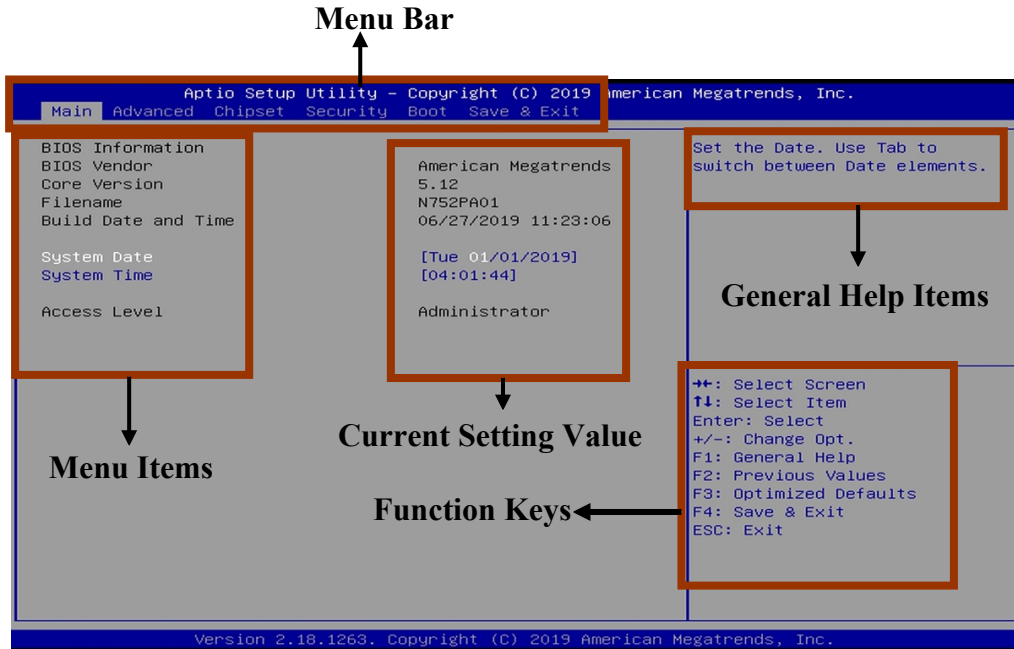 Menu Bar
Aptio Setup Utility – Copyright (C) 2019 American Megatrends, Inc.
Main Advanced Chipset Security Boot Save & Exit
BIOS Information
BIOS Vendor American Megatrends
Core Version 5.12
Filename N752PA01
Build Date and Time 06/27/2019 11:23:06
System Date [Tue 01/01/2019]
System Time [04:01:44]
Access Level Administrator
Set the Date. Use Tab to
switch between Date elements.
General Help Items
Menu Items
Current Setting Value
Function Keys
→←: Select Screen
↑↓: Select Item
Enter: Select
+/-: Change Opt.
F1: General Help
F2: Previous Values
F3: Optimized Defaults
F4: Save & Exit
ESC: Exit
Version 2.18.1263. Copyright (C) 2019 American Megatrends, Inc.